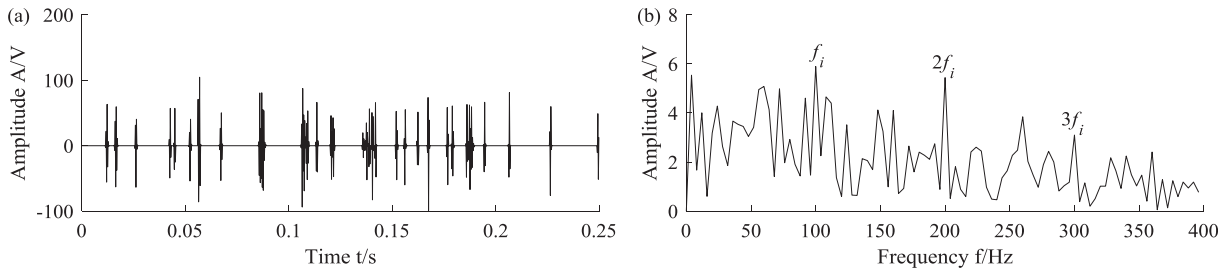 (a)
200
100
0
-100
Amplitude A/V
0
0.05
0.1
0.15
0.2
0.25
Time t/s
(b)
8
6
4
2
0
Amplitude A/V
f_i
2f_i
3f_i
0
50
100
150
200
250
300
350
400
Frequency f/Hz